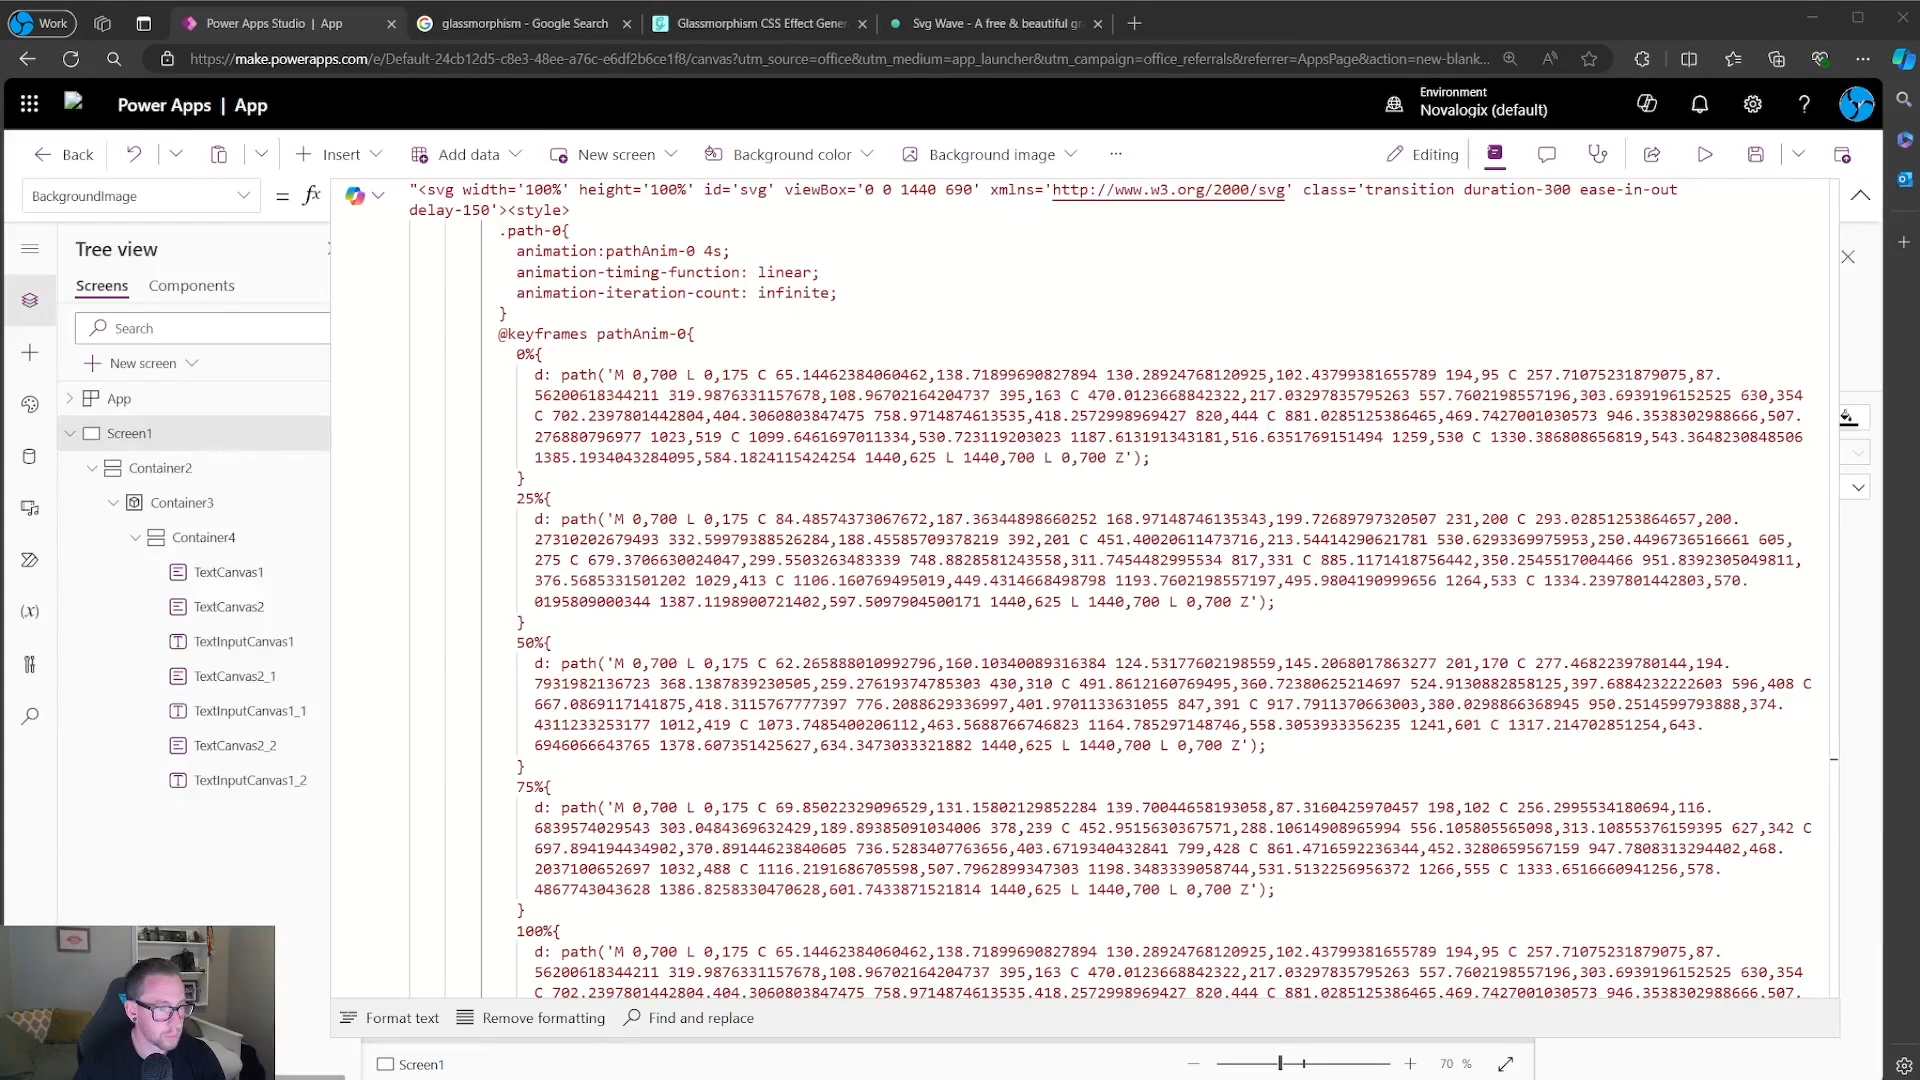 Work
Power Apps Studio | App
glassmorphism - Google Search
Glassmorphism CSS Effect Gene
Svg Wave - A free & beautiful gr
https://make.powerapps.com/e/Default-24cb12d5-c8e3-48ee-a76c-e6df2b6ce1f8/canvas?utm_source=office&utm_medium=app_launcher&utm_campaign=office_referrals&referrer=AppsPage&action=new-blank...
Power Apps | App
Environment
Novalogix (default)
Back
Insert
Add data
New screen
Background color
Background image
Editing
BackgroundImage
= fx
"<svg width='100%' height='100%' id='svg' viewBox='0 0 1440 690' xmlns='http://www.w3.org/2000/svg' class='transition duration-300 ease-in-out
delay-150'><style>
.path-0{
animation:pathAnim-0 4s;
animation-timing-function: linear;
animation-iteration-count: infinite;
}
@keyframes pathAnim-0{
0%{
d: path('M 0,700 L 0,175 C 65.14462384060462,138.71899690827894 130.28924768120925,102.43799381655789 194,95 C 257.71075231879075,87.
56200618344211 319.9876331157678,108.96702164204737 395,163 C 470.0123668842322,217.03297835795263 557.7602198557196,303.6939196152525 630,354
C 702.2397801442804,404.3060803847475 758.9714874613535,418.2572998969427 820,444 C 881.0285125386465,469.7427001030573 946.3538302988666,507.
276880796977 1023,519 C 1099.6461697011334,530.723119203023 1187.613191343181,516.6351769151494 1259,530 C 1330.386808656819,543.3648230848506
1385.1934043284095,584.1824115424254 1440,625 L 1440,700 L 0,700 Z');
}
25%{
d: path('M 0,700 L 0,175 C 84.48574373067672,187.36344898660252 168.97148746135343,199.72689797320507 231,200 C 293.02851253864657,200.
27310202679493 332.59979388526284,188.45585709378219 392,201 C 451.40020611473716,213.54414290621781 530.6293369975953,250.4496736516661 605,
275 C 679.3706630024047,299.5503263483339 748.8828581243558,311.7454482995534 817,331 C 885.1171418756442,350.2545517004466 951.8392305049811,
376.5685331501202 1029,413 C 1106.160769495019,449.4314668498798 1193.7602198557197,495.9804190999656 1264,533 C 1334.2397801442803,570.
0195809000344 1387.1198900721402,597.5097904500171 1440,625 L 1440,700 L 0,700 Z');
}
50%{
d: path('M 0,700 L 0,175 C 62.265888010992796,160.10340089316384 124.53177602198559,145.2068017863277 201,170 C 277.4682239780144,194.
7931982136723 368.1387839230505,259.27619374785303 430,310 C 491.8612160769495,360.72380625214697 524.9130882858125,397.6884232222603 596,408 C
667.0869117141875,418.3115767777397 776.2088629336997,401.9701133631055 847,391 C 917.7911370663003,380.0298866368945 950.2514599793888,374.
4311233253177 1012,419 C 1073.7485400206112,463.5688766746823 1164.785297148746,558.3053933356235 1241,601 C 1317.214702851254,643.
6946066643765 1378.607351425627,634.3473033321882 1440,625 L 1440,700 L 0,700 Z');
}
75%{
d: path('M 0,700 L 0,175 C 69.85022329096529,131.15802129852284 139.70044658193058,87.3160425970457 198,102 C 256.2995534180694,116.
6839574029543 303.0484369632429,189.89385091034006 378,239 C 452.9515630367571,288.10614908965994 556.105805565098,313.10855376159395 627,342 C
697.894194434902,370.89144623840605 736.5283407763656,403.6719340432841 799,428 C 861.4716592236344,452.3280659567159 947.7808313294402,468.
2037100652697 1032,488 C 1116.2191686705598,507.7962899347303 1198.3483339058744,531.5132256956372 1266,555 C 1333.6516660941256,578.
4867743043628 1386.8258330470628,601.7433871521814 1440,625 L 1440,700 L 0,700 Z');
}
100%{
d: path('M 0,700 L 0,175 C 65.14462384060462,138.71899690827894 130.28924768120925,102.43799381655789 194,95 C 257.71075231879075,87.
56200618344211 319.9876331157678,108.96702164204737 395,163 C 470.0123668842322,217.03297835795263 557.7602198557196,303.6939196152525 630,354
C 702.2397801442804,404.3060803847475 758.9714874613535,418.2572998969427 820,444 C 881.0285125386465,469.7427001030573 946.3538302988666,507.
Tree view
Screens
Components
Search
New screen
App
Screen1
Container2
Container3
Container4
TextCanvas1
TextCanvas2
TextInputCanvas1
TextCanvas2_1
TextInputCanvas1_1
TextCanvas2_2
TextInputCanvas1_2
Format text
Remove formatting
Find and replace
Screen1
70 %